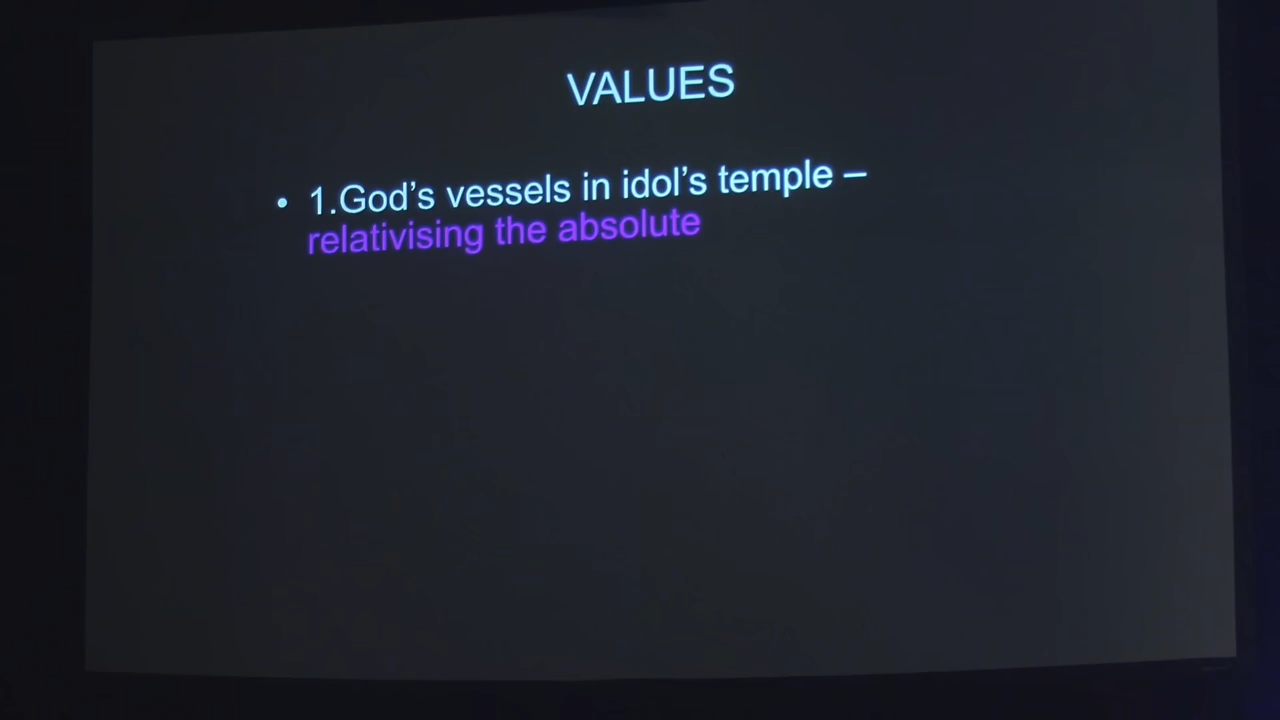 VALUES
• 1.God's vessels in idol's temple –
relativising the absolute